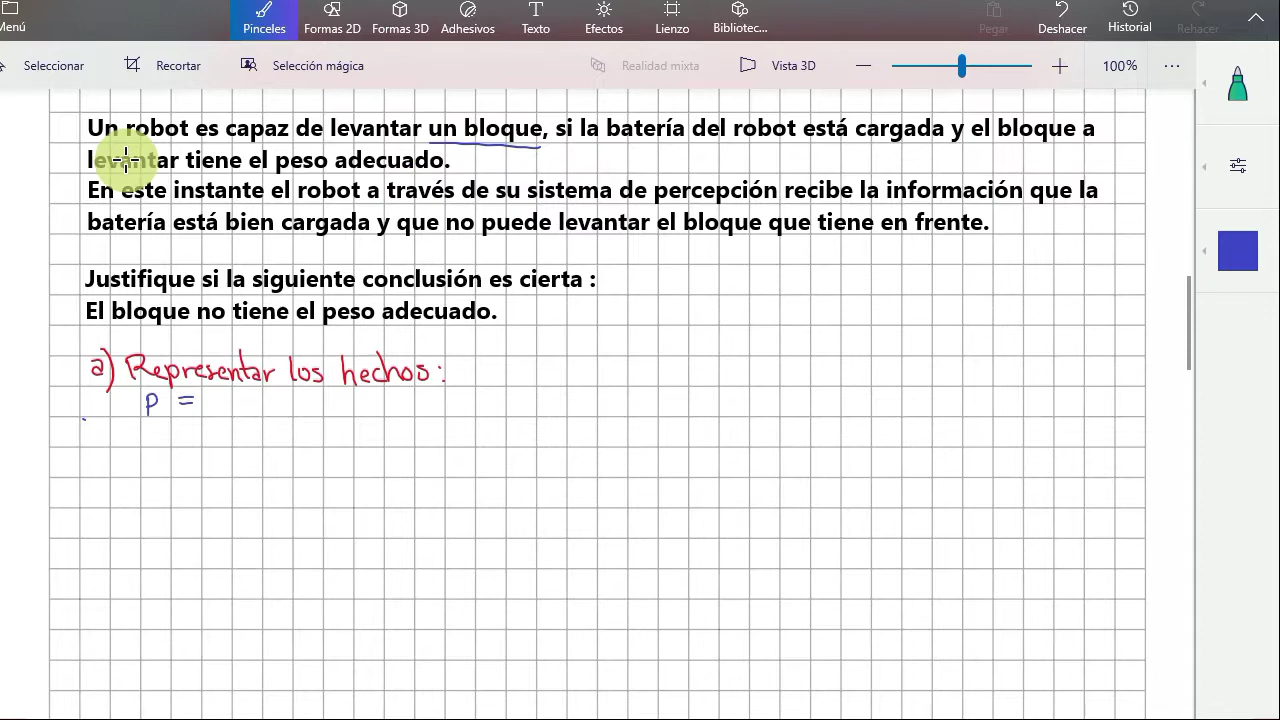 Menú
Pinceles
Formas 2D
Formas 3D
Adhesivos
Texto
Efectos
Lienzo
Bibliotec...
Pegar
Deshacer
Historial
Rehacer
Seleccionar
Recortar
Selección mágica
Realidad mixta
Vista 3D
100%
Un robot es capaz de levantar un bloque, si la batería del robot está cargada y el bloque a
levantar tiene el peso adecuado.
En este instante el robot a través de su sistema de percepción recibe la información que la
batería está bien cargada y que no puede levantar el bloque que tiene en frente.
Justifique si la siguiente conclusión es cierta :
El bloque no tiene el peso adecuado.
a) Representar los hechos:
P =